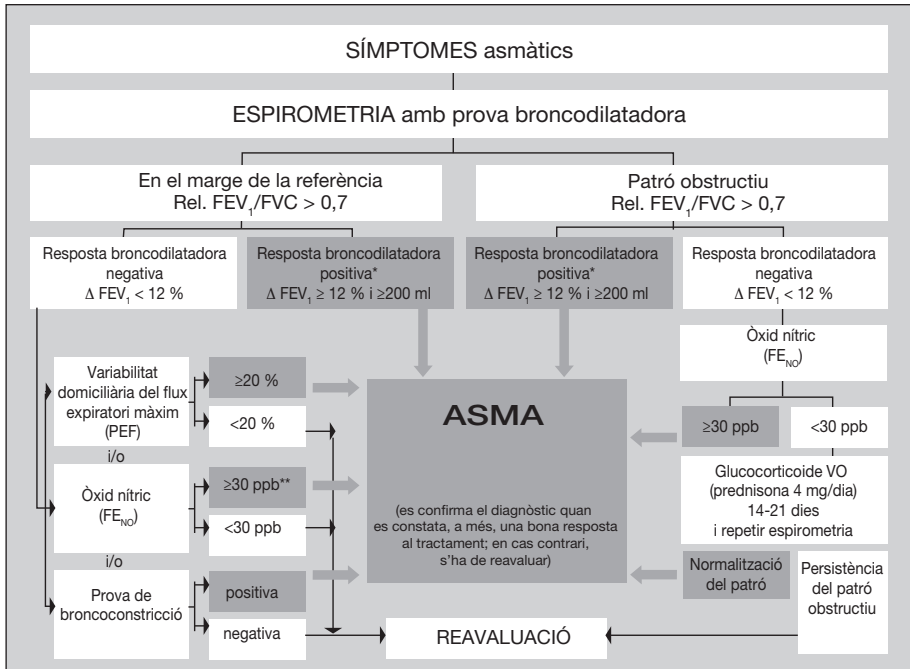 SÍMPTOMES asmàtics
ESPIROMETRIA amb prova broncodilatadora
En el marge de la referència
Rel. FEV₁/FVC > 0,7
Patró obstructiu
Rel. FEV₁/FVC > 0,7
Resposta broncodilatadora
negativa
Δ FEV₁ < 12 %
Resposta broncodilatadora
positiva*
Δ FEV₁ ≥ 12 % i ≥200 ml
Resposta broncodilatadora
positiva*
Δ FEV₁ ≥ 12 % i ≥200 ml
Resposta broncodilatadora
negativa
Δ FEV₁ < 12 %
Variabilitat
domiciliària del flux
expiratori màxim
(PEF)
≥20 %
<20 %
i/o
Òxid nítric
(FE_NO)
≥30 ppb**
<30 ppb
i/o
Prova de
broncoconstricció
positiva
negativa
ASMA
(es confirma el diagnòstic quan
es constata, a més, una bona resposta
al tractament; en cas contrari,
s'ha de reavaluar)
Òxid nítric
(FE_NO)
≥30 ppb
<30 ppb
Glucocorticoide VO
(prednisona 4 mg/dia)
14-21 dies
i repetir espirometria
Normalització
del patró
Persistència
del patró
obstructiu
REAVALUACIÓ